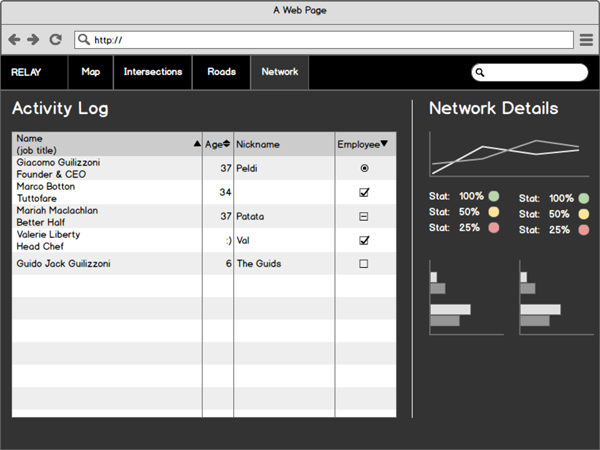 A Web Page
http://
RELAY
Map
Intersections
Roads
Network
Activity Log
Name
(job title)
Age
Nickname
Employee
Giacomo Guilizzoni
Founder & CEO
37
Peldi
Marco Botton
Tuttofare
34
Mariah Maclachlan
Better Half
37
Patata
Valerie Liberty
Head Chef
:)
Val
Guido Jack Guilizzoni
6
The Guids
Network Details
Stat: 100%
Stat: 50%
Stat: 25%
Stat: 100%
Stat: 50%
Stat: 25%